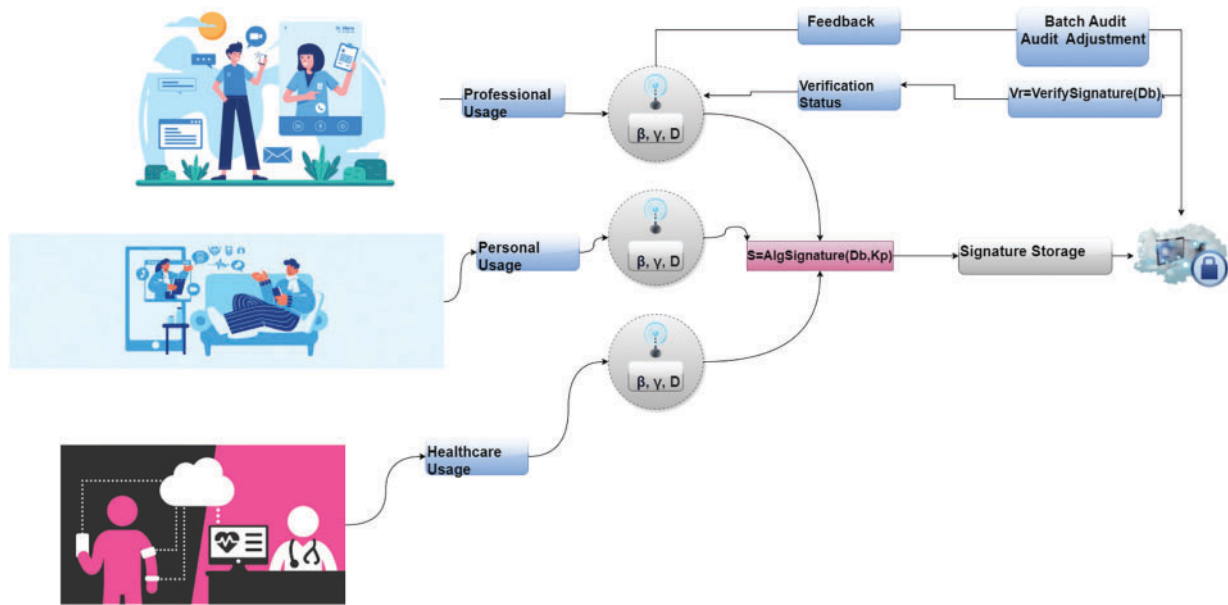 Feedback
Batch Audit
Audit Adjustment
Professional
Usage
Verification
Status
Vr=VerifySignature(Db)
β, γ, D
Personal
Usage
β, γ, D
S=AlgSignature(Db,Kp)
Signature Storage
β, γ, D
Healthcare
Usage